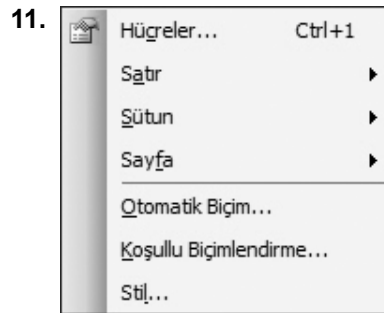 11.
Hücreler... Ctrl+1
Satır
Sütun
Sayfa
Otomatik Biçim...
Koşullu Biçimlendirme...
Stil...